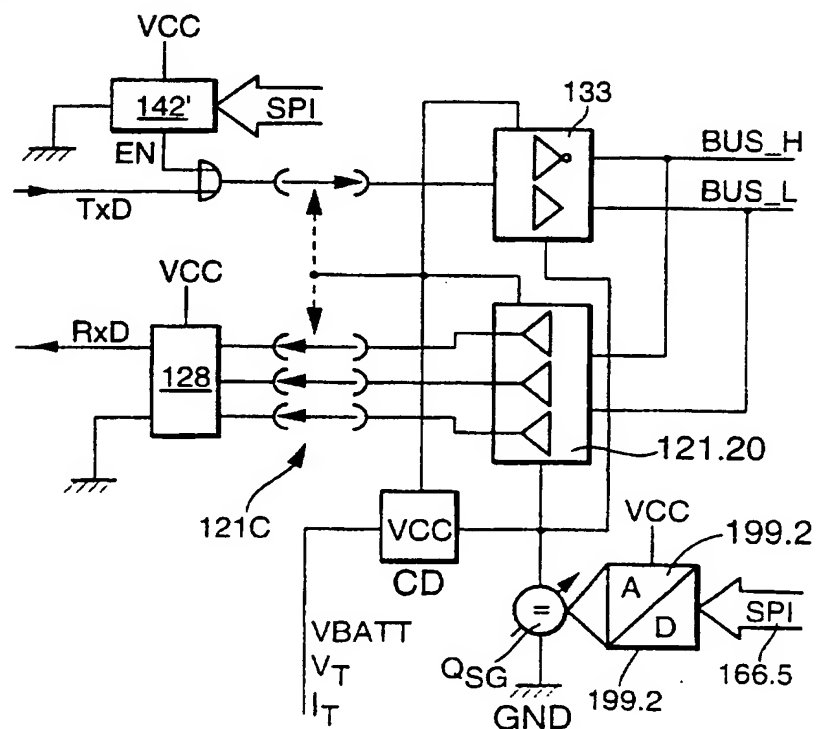 VCC
142'
SPI
EN
TxD
133
BUS_H
BUS_L
VCC
RxD
128
121.20
121C
VCC
CD
VCC
199.2
A
D
SPI
VBATT
V_T
I_T
Q_SG
199.2
166.5
GND